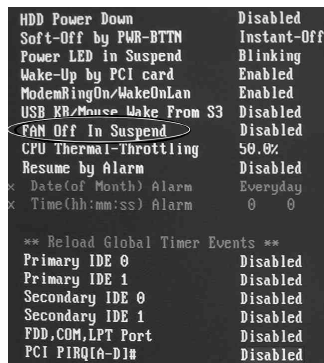 HDD Power Down Disabled
Soft-Off by PWR-BTTN Instant-Off
Power LED in Suspend Blinking
Wake-Up by PCI card Enabled
ModemRingOn/WakeOnLan Enabled
USB KB/Mouse Wake From S3 Disabled
FAN Off In Suspend Disabled
CPU Thermal-Throttling 50.0%
Resume by Alarm Disabled
x Date(of Month) Alarm Everyday
x Time(hh:mm:ss) Alarm 0 0
** Reload Global Timer Events **
Primary IDE 0 Disabled
Primary IDE 1 Disabled
Secondary IDE 0 Disabled
Secondary IDE 1 Disabled
FDD,COM,LPT Port Disabled
PCI PIRQ[A-D]# Disabled